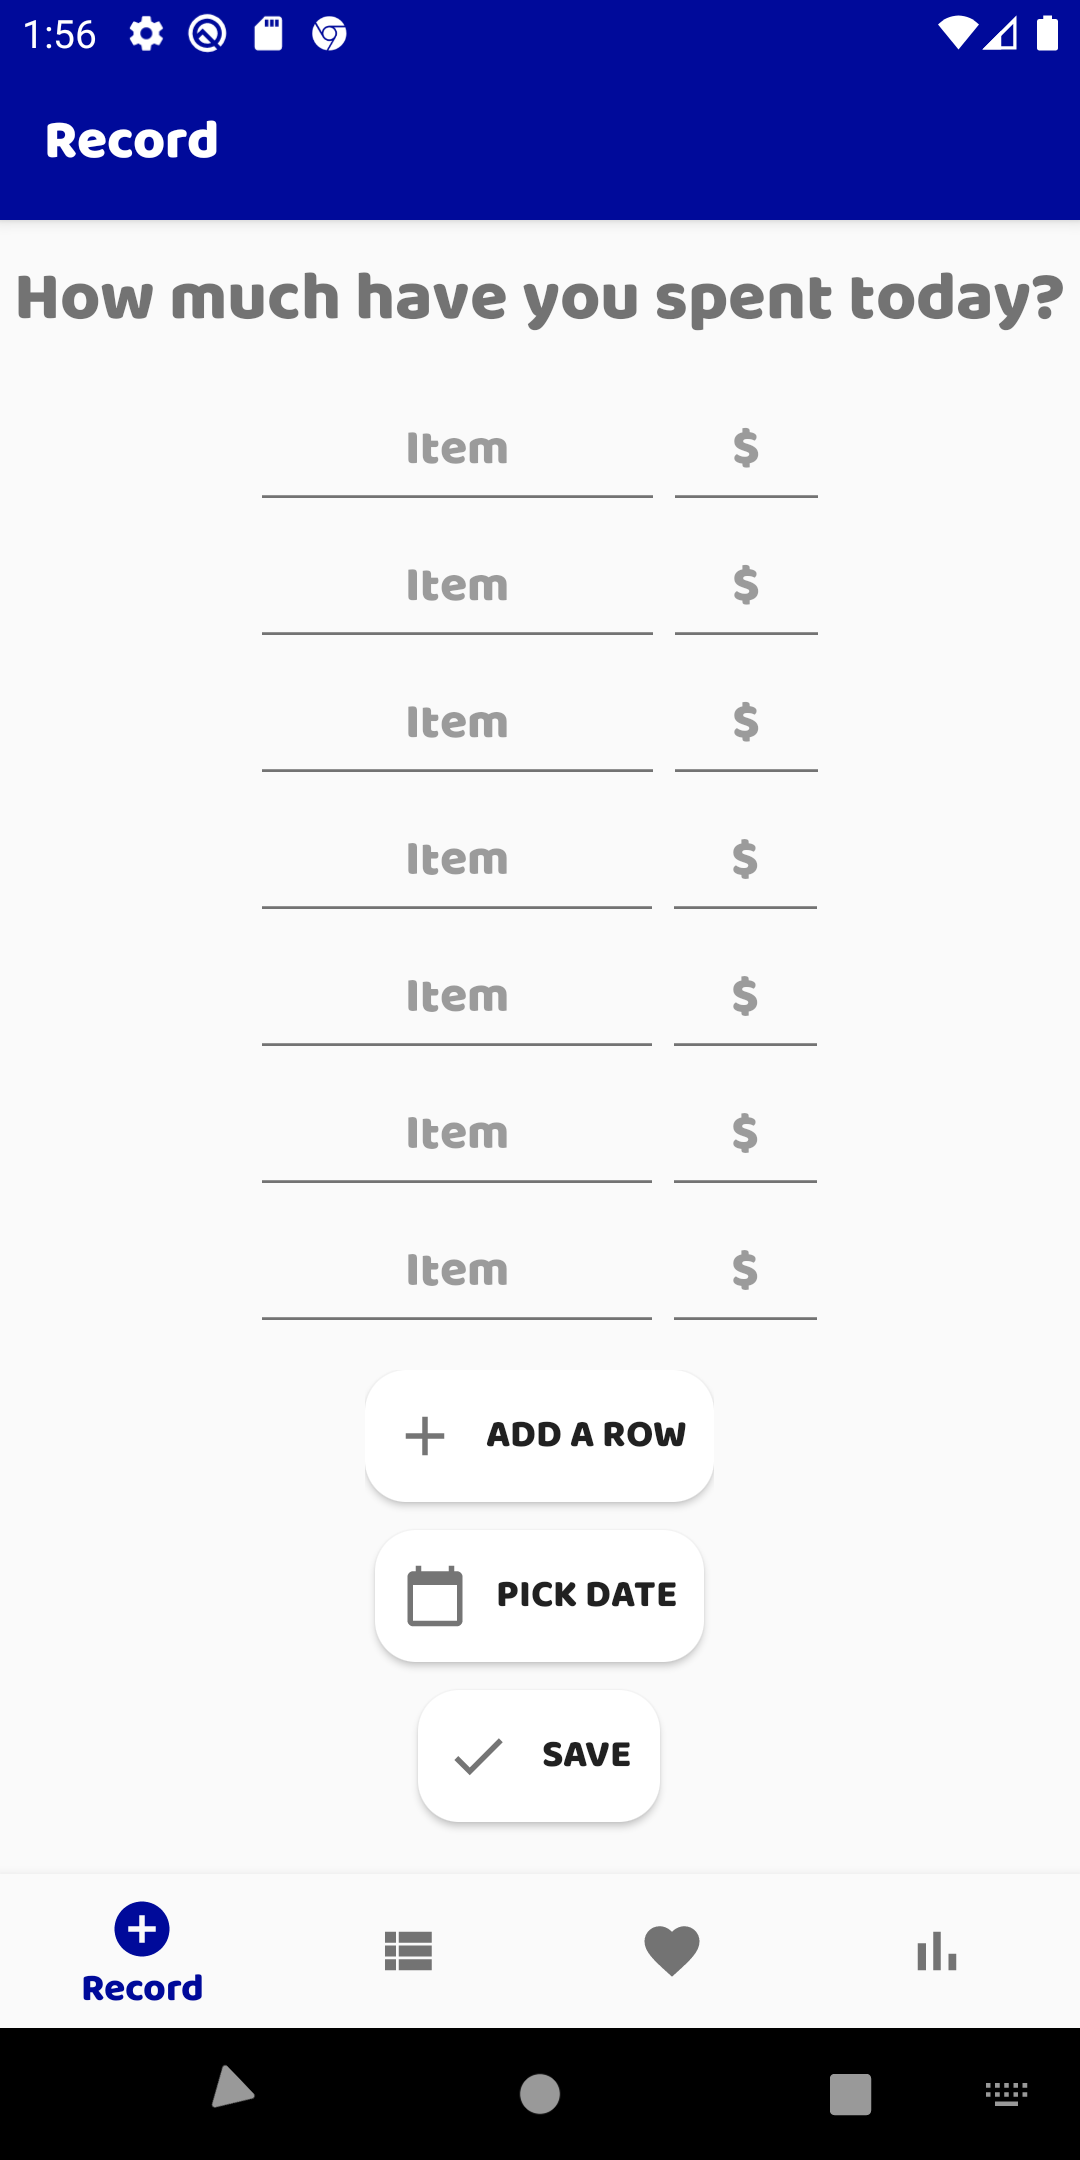 1:56
Record
How much have you spent today?
Item $
Item $
Item $
Item $
Item $
Item $
Item $
ADD A ROW
PICK DATE
SAVE
Record